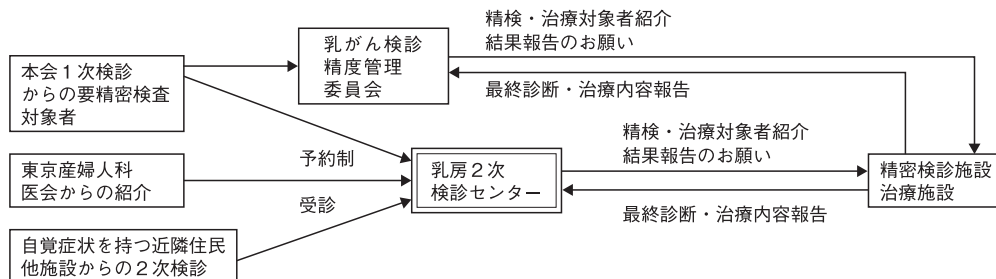 精検・治療対象者紹介
結果報告のお願い
乳がん検診
精度管理
委員会
本会1次検診
からの要精密検査
対象者
最終診断・治療内容報告
精検・治療対象者紹介
結果報告のお願い
予約制
東京産婦人科
医会からの紹介
乳房2次
検診センター
精密検診施設
治療施設
受診
最終診断・治療内容報告
自覚症状を持つ近隣住民
他施設からの2次検診